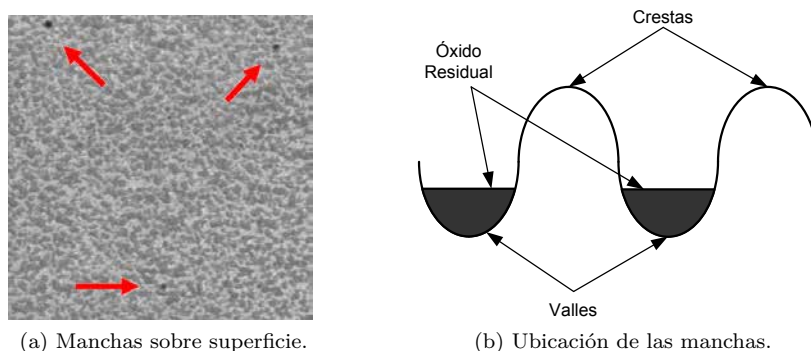 Crestas
Óxido
Residual
Valles
(a) Manchas sobre superficie.
(b) Ubicación de las manchas.